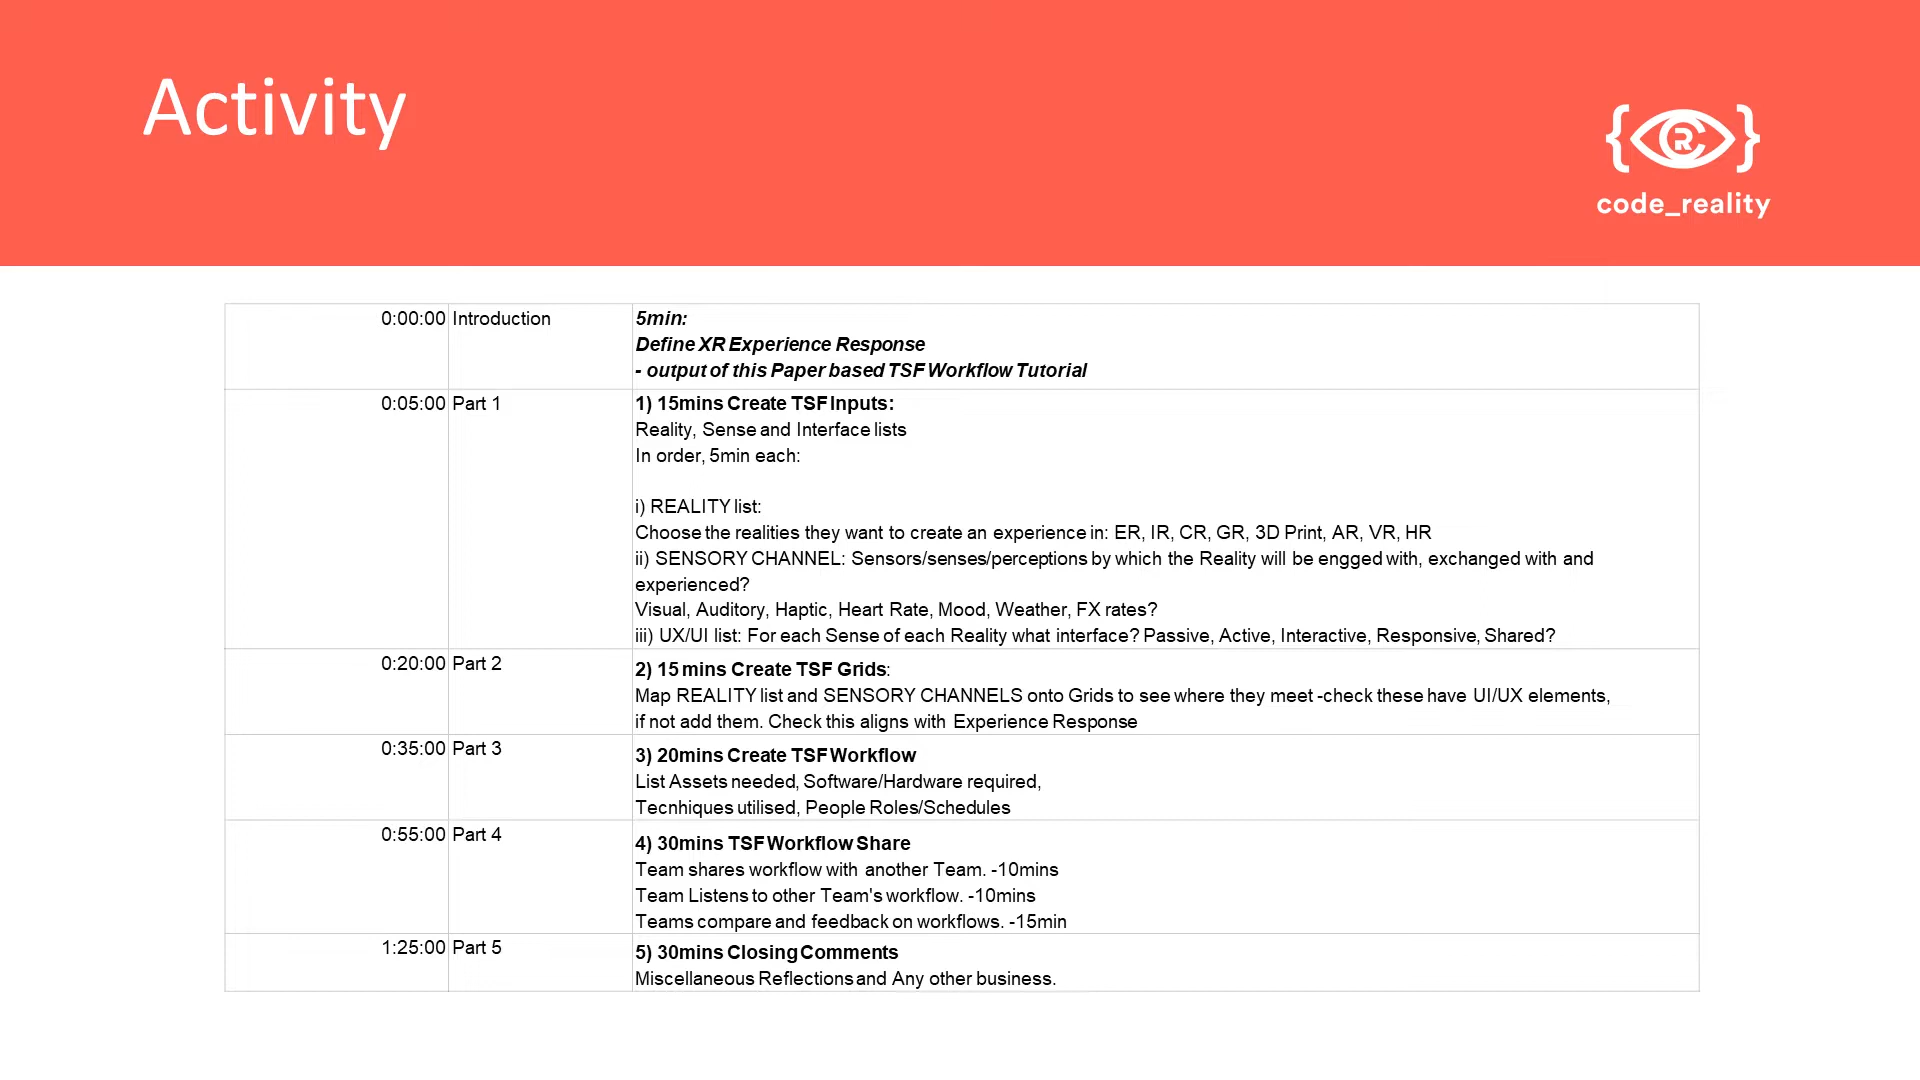 Activity
{R}
code_reality
0:00:00 Introduction
5min:
Define XR Experience Response
- output of this Paper based TSF Workflow Tutorial
0:05:00 Part 1
1) 15mins Create TSF Inputs:
Reality, Sense and Interface lists
In order, 5min each:
i) REALITY list:
Choose the realities they want to create an experience in: ER, IR, CR, GR, 3D Print, AR, VR, HR
ii) SENSORY CHANNEL: Sensors/senses/perceptions by which the Reality will be engged with, exchanged with and
experienced?
Visual, Auditory, Haptic, Heart Rate, Mood, Weather, FX rates?
iii) UX/UI list: For each Sense of each Reality what interface? Passive, Active, Interactive, Responsive, Shared?
0:20:00 Part 2
2) 15 mins Create TSF Grids:
Map REALITY list and SENSORY CHANNELS onto Grids to see where they meet -check these have UI/UX elements,
if not add them. Check this aligns with Experience Response
0:35:00 Part 3
3) 20mins Create TSF Workflow
List Assets needed, Software/Hardware required,
Tecnhiques utilised, People Roles/Schedules
0:55:00 Part 4
4) 30mins TSF Workflow Share
Team shares workflow with another Team. -10mins
Team Listens to other Team's workflow. -10mins
Teams compare and feedback on workflows. -15min
1:25:00 Part 5
5) 30mins Closing Comments
Miscellaneous Reflections and Any other business.